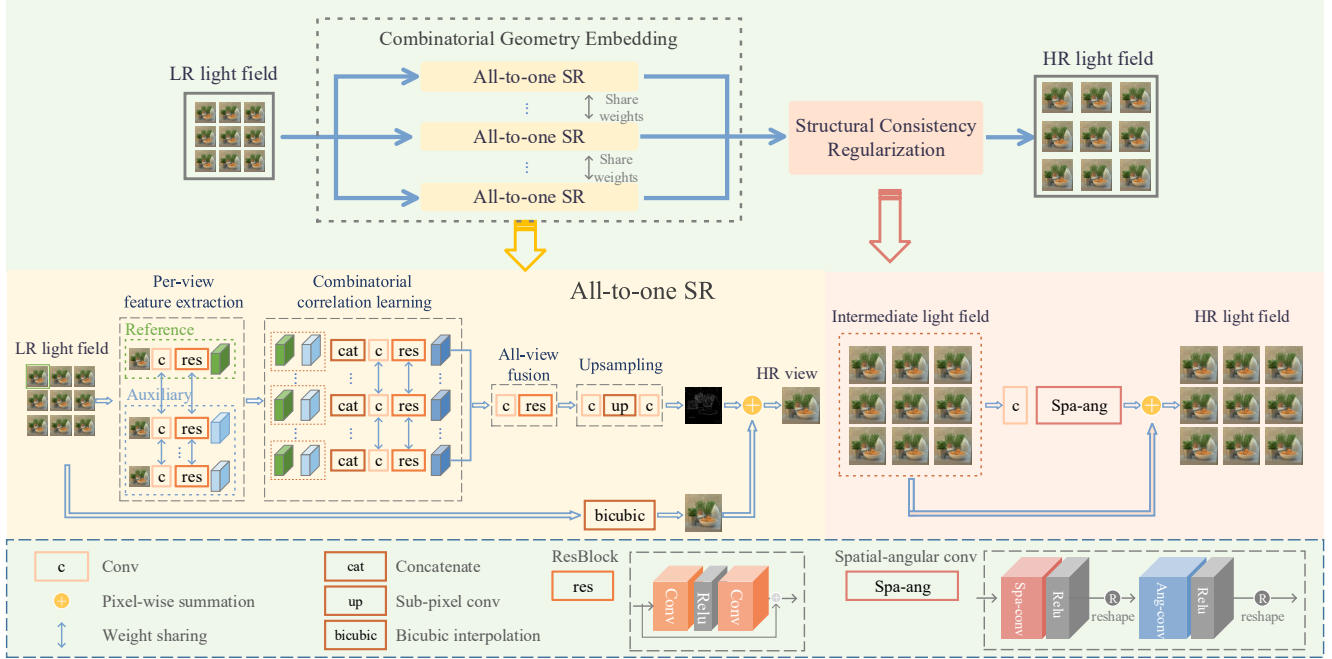 Combinatorial Geometry Embedding
LR light field
All-to-one SR
Share
weights
All-to-one SR
Share
weights
All-to-one SR
Structural Consistency
Regularization
HR light field
All-to-one SR
Per-view
feature extraction
Combinatorial
correlation learning
LR light field
Reference
c
res
Auxiliary
c
res
c
res
cat
c
res
cat
c
res
cat
c
res
All-view
fusion
c
res
Upsampling
c
up
c
HR view
bicubic
Intermediate light field
c
Spa-ang
HR light field
c
Conv
Pixel-wise summation
Weight sharing
cat
Concatenate
up
Sub-pixel conv
bicubic
Bicubic interpolation
ResBlock
res
Conv
Relu
Conv
Spatial-angular conv
Spa-ang
Spa-conv
Relu
R
reshape
Ang-conv
Relu
R
reshape